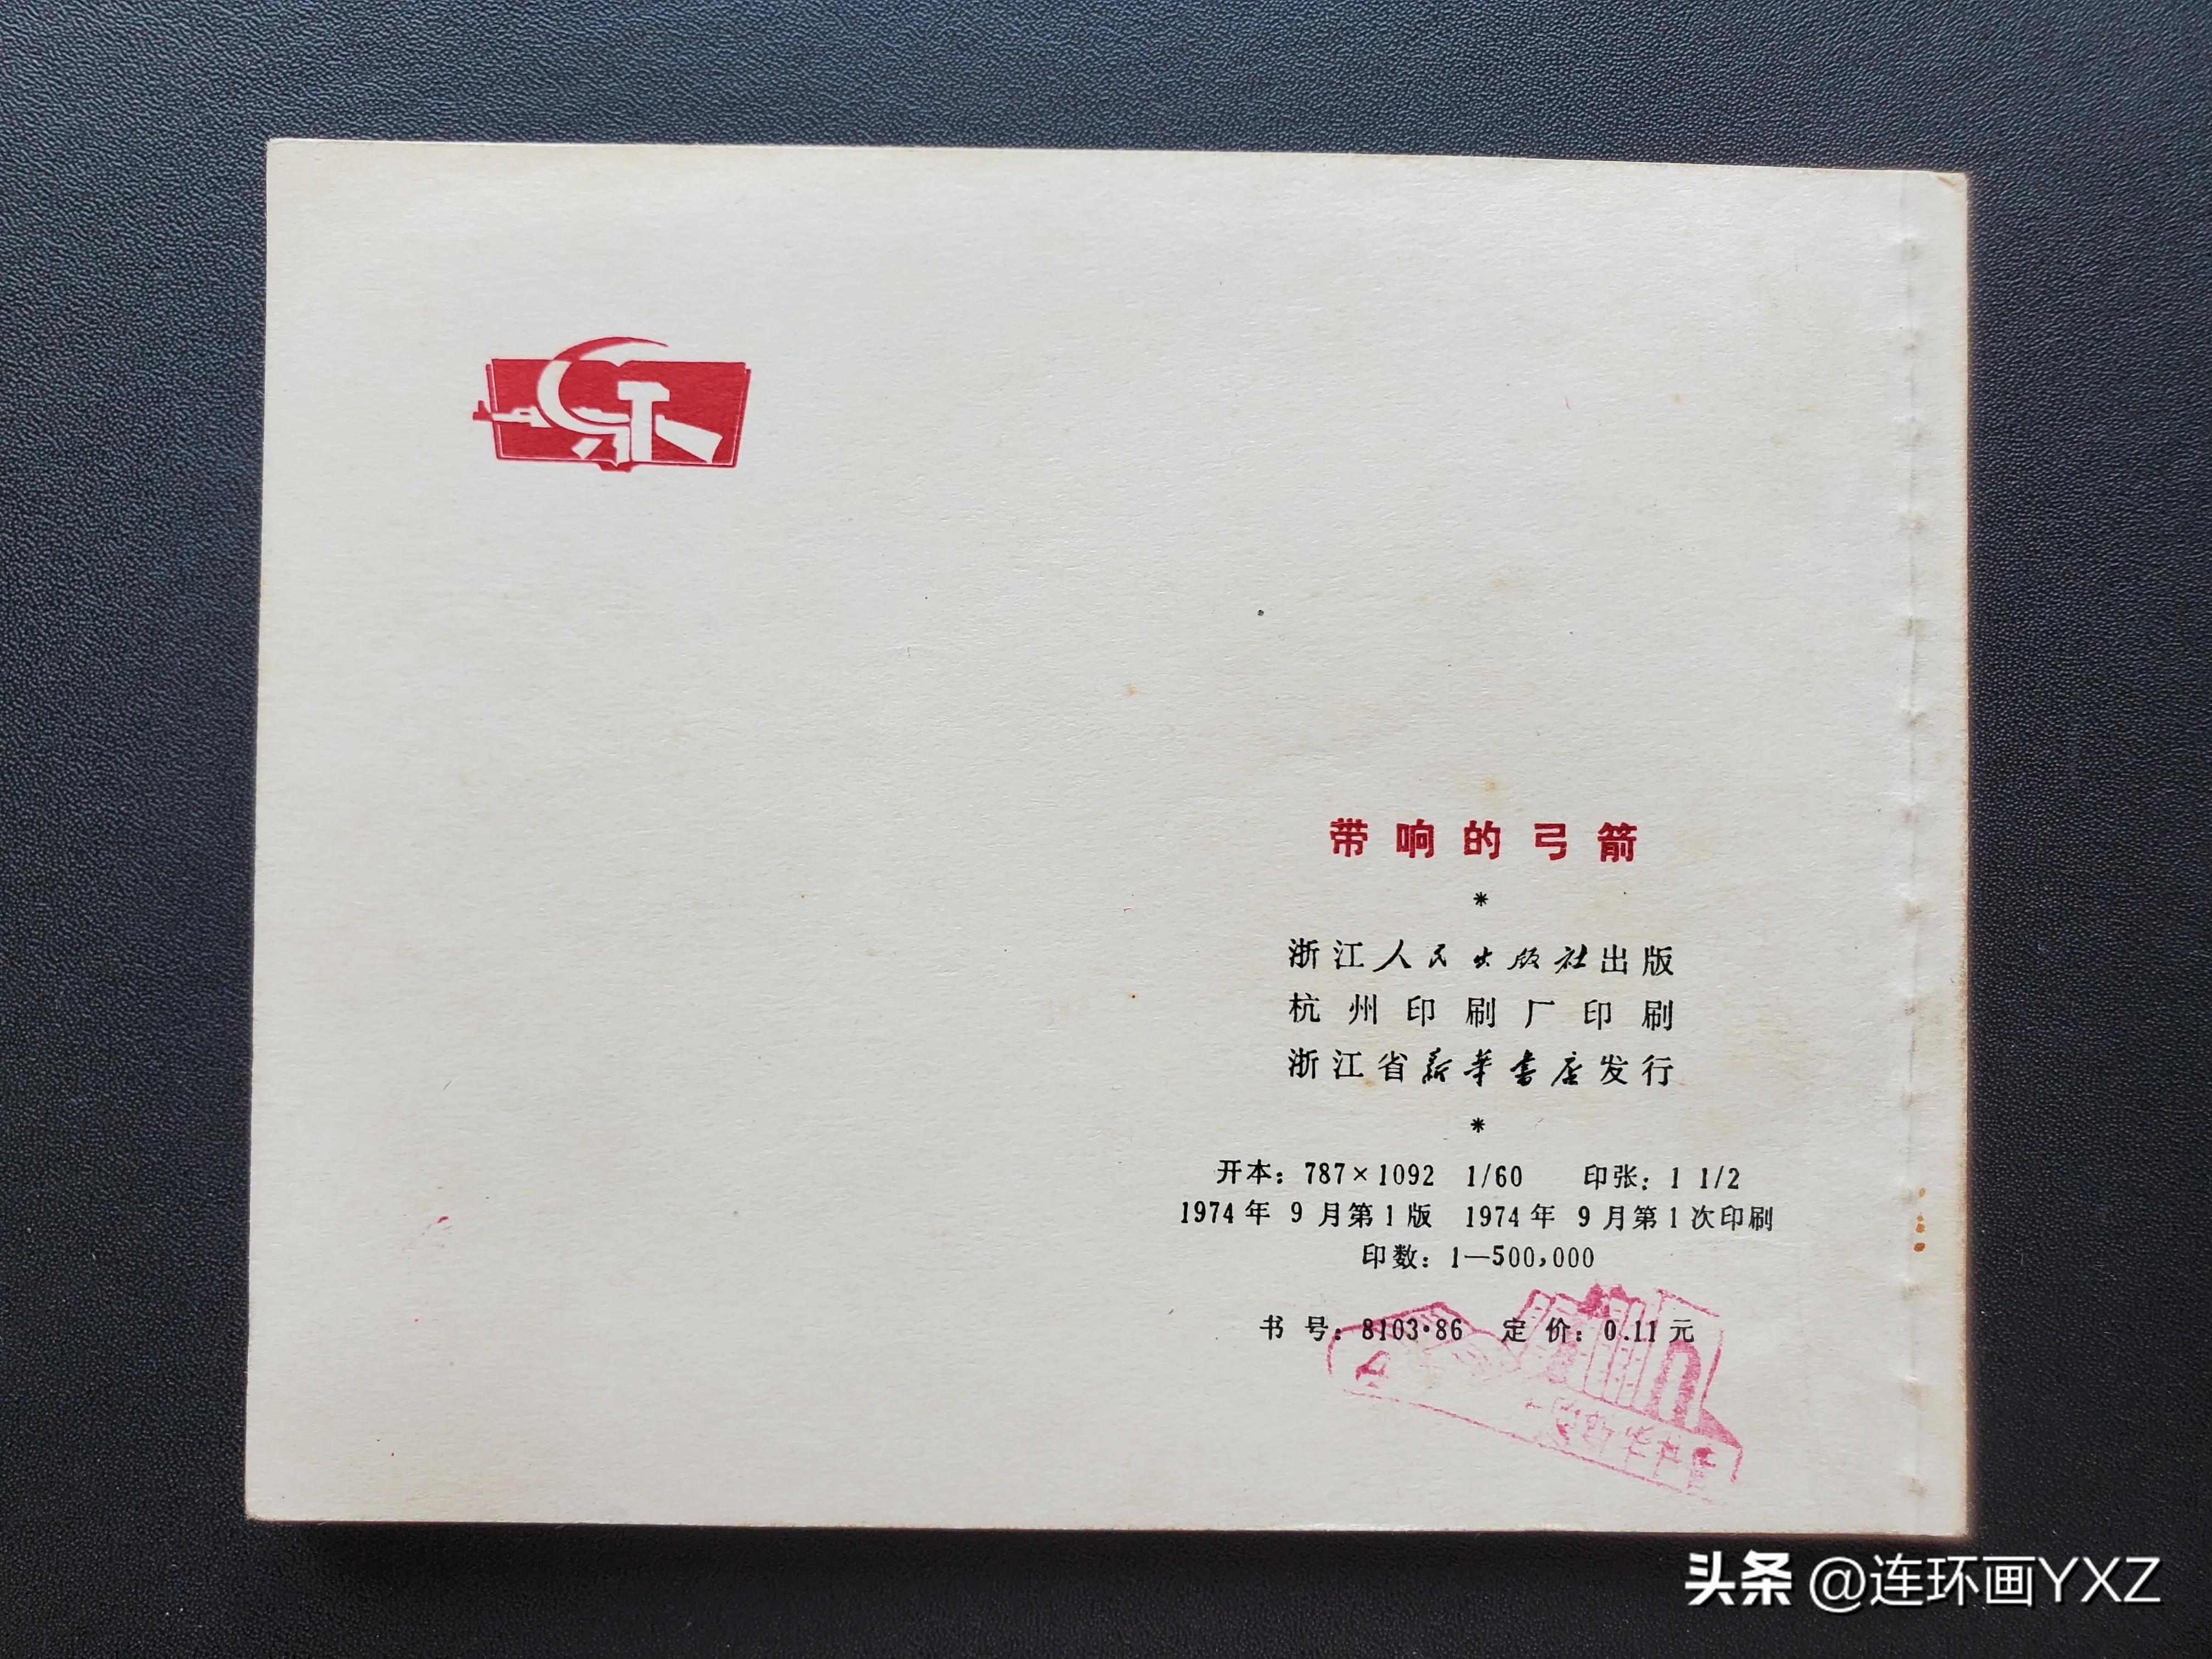 带响的弓箭
*
浙江人民出版社出版
杭州印刷厂印刷
浙江省新華書店发行
*
开本：787×1092 1/60 印张：1 1/2
1974年9月第1版 1974年9月第1次印刷
印数：1—500,000
书号：8103·86 定价：0.11元
新华书店
头条 @连环画YXZ